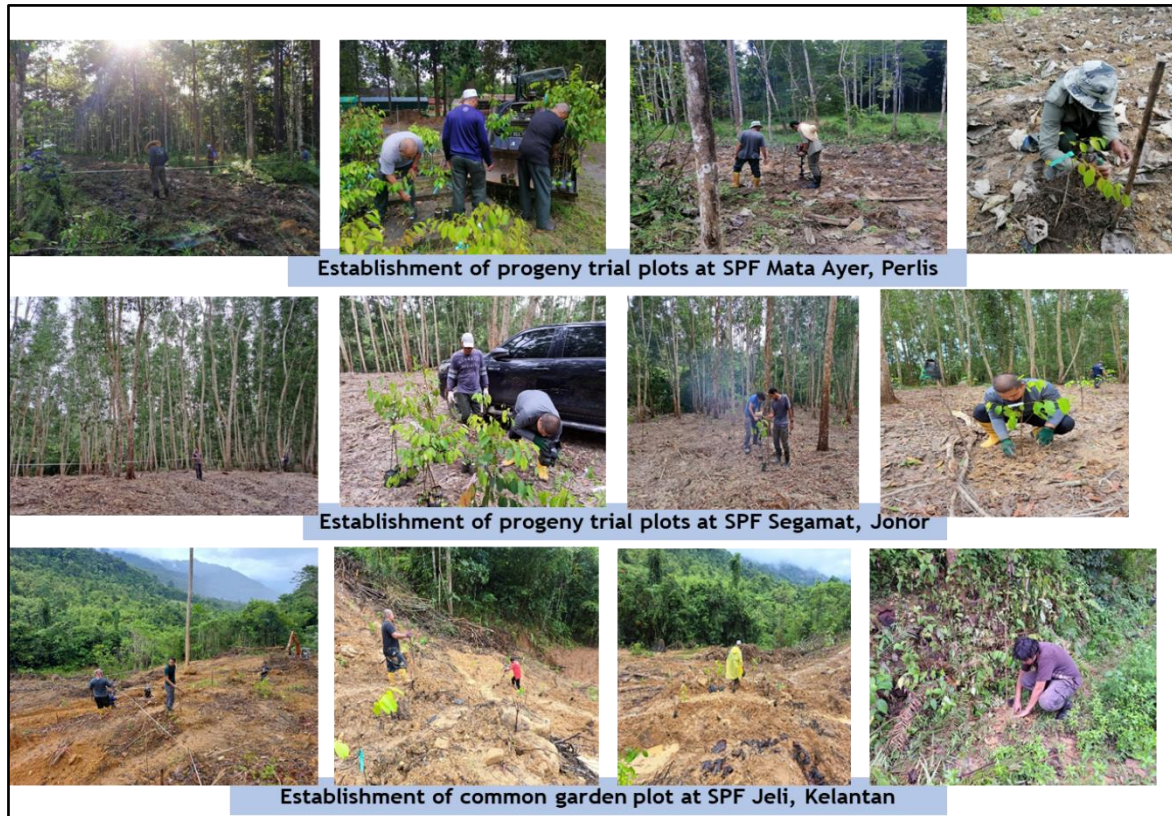 Establishment of progeny trial plots at SPF Mata Ayer, Perlis
Establishment of progeny trial plots at SPF Segamat, Jonor
Establishment of common garden plot at SPF Jeli, Kelantan